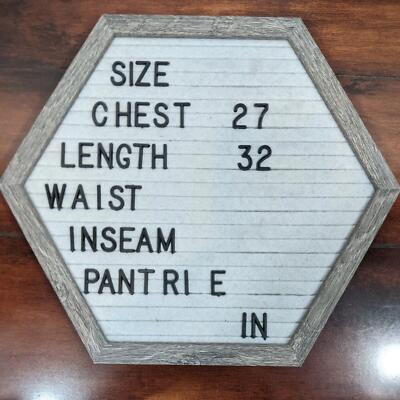 SIZE
CHEST 27
LENGTH 32
WAIST
INSEAM
PANTRI E
IN